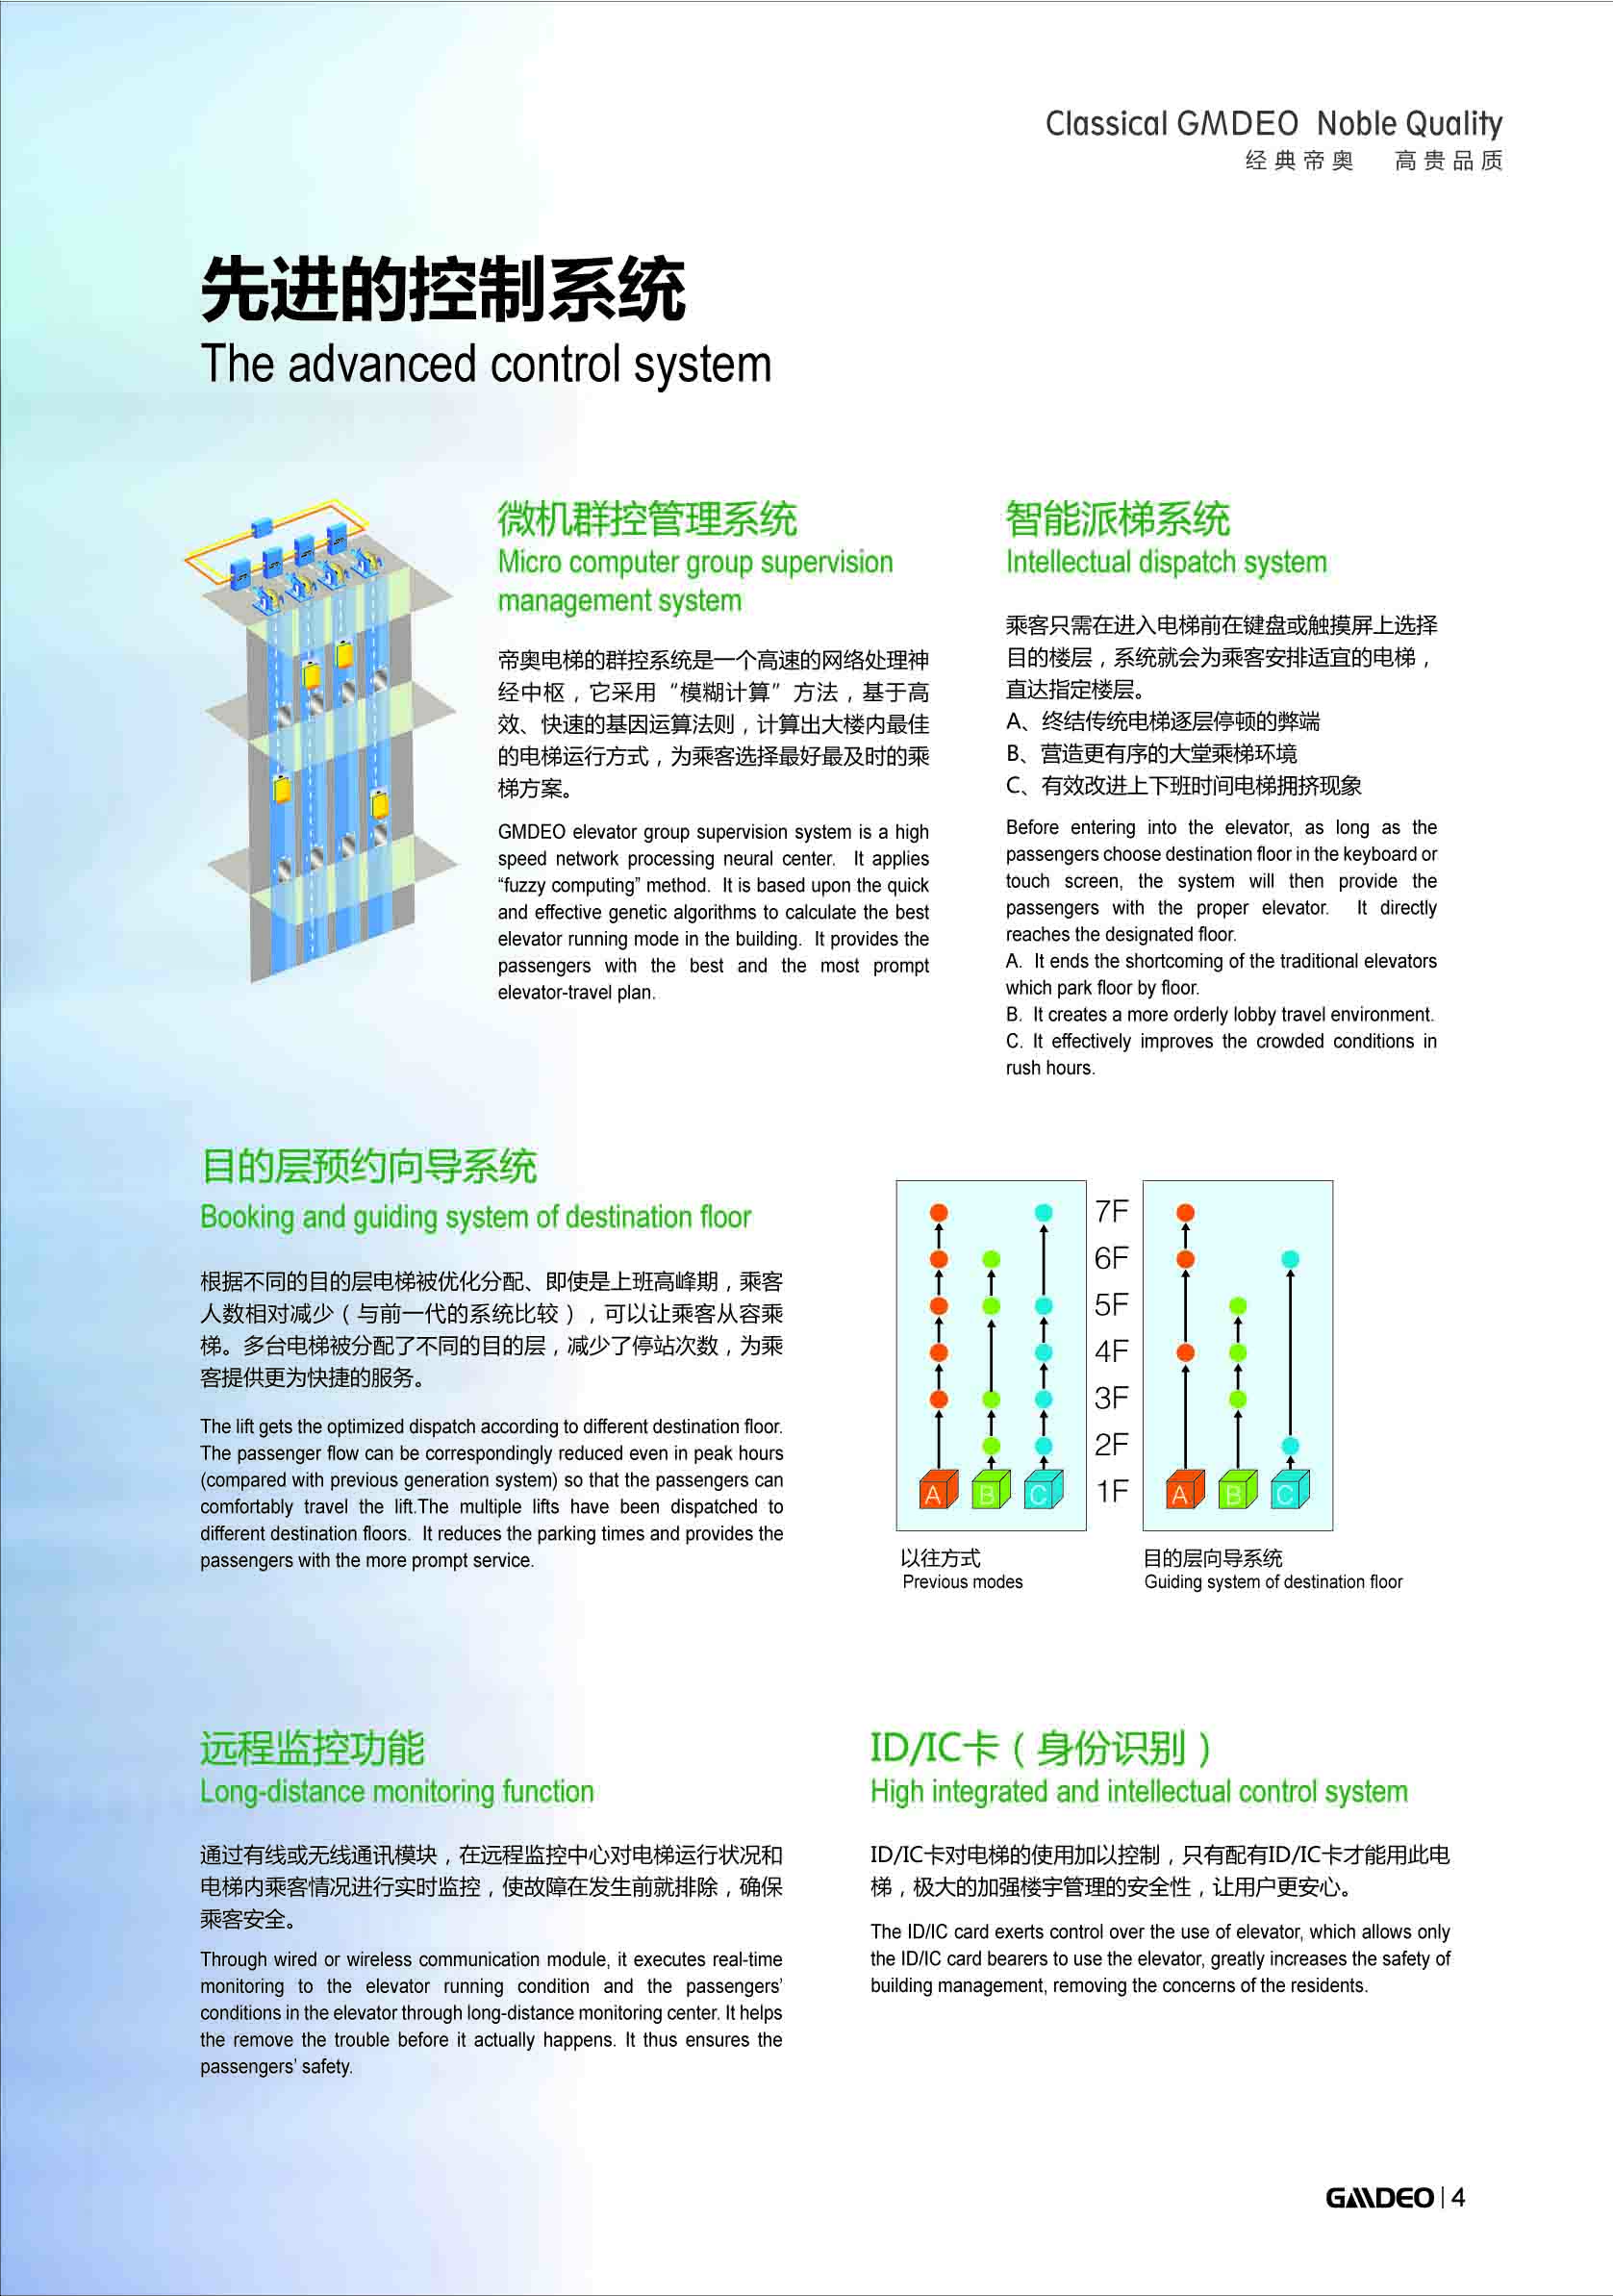 Classical GMDEO Noble Quality
经典帝奥 高贵品质
先进的控制系统
The advanced control system
微机群控管理系统
Micro computer group supervision
management system
帝奥电梯的群控系统是一个高速的网络处理神
经中枢，它采用“模糊计算”方法，基于高
效、快速的基因运算法则，计算出大楼内最佳
的电梯运行方式，为乘客选择最好最及时的乘
梯方案。
GMDEO elevator group supervision system is a high
speed network processing neural center. It applies
“fuzzy computing” method. It is based upon the quick
and effective genetic algorithms to calculate the best
elevator running mode in the building. It provides the
passengers with the best and the most prompt
elevator-travel plan.
智能派梯系统
Intellectual dispatch system
乘客只需在进入电梯前在键盘或触摸屏上选择
目的楼层，系统就会为乘客安排适宜的电梯，
直达指定楼层。
A、终结传统电梯逐层停顿的弊端
B、营造更有序的大堂乘梯环境
C、有效改进上下班时间电梯拥挤现象
Before entering into the elevator, as long as the
passengers choose destination floor in the keyboard or
touch screen, the system will then provide the
passengers with the proper elevator. It directly
reaches the designated floor.
A. It ends the shortcoming of the traditional elevators
which park floor by floor.
B. It creates a more orderly lobby travel environment.
C. It effectively improves the crowded conditions in
rush hours.
目的层预约向导系统
Booking and guiding system of destination floor
根据不同的目的层电梯被优化分配、即使是上班高峰期，乘客
人数相对减少（与前一代的系统比较），可以让乘客从容乘
梯。多台电梯被分配了不同的目的层，减少了停站次数，为乘
客提供更为快捷的服务。
The lift gets the optimized dispatch according to different destination floor.
The passenger flow can be correspondingly reduced even in peak hours
(compared with previous generation system) so that the passengers can
comfortably travel the lift.The multiple lifts have been dispatched to
different destination floors. It reduces the parking times and provides the
passengers with the more prompt service.
7F
6F
5F
4F
3F
2F
A B C 1F A B C
以往方式
Previous modes
目的层向导系统
Guiding system of destination floor
远程监控功能
Long-distance monitoring function
通过有线或无线通讯模块，在远程监控中心对电梯运行状况和
电梯内乘客情况进行实时监控，使故障在发生前就排除，确保
乘客安全。
Through wired or wireless communication module, it executes real-time
monitoring to the elevator running condition and the passengers’
conditions in the elevator through long-distance monitoring center. It helps
the remove the trouble before it actually happens. It thus ensures the
passengers’ safety.
ID/IC卡（身份识别）
High integrated and intellectual control system
ID/IC卡对电梯的使用加以控制，只有配有ID/IC卡才能用此电
梯，极大的加强楼宇管理的安全性，让用户更安心。
The ID/IC card exerts control over the use of elevator, which allows only
the ID/IC card bearers to use the elevator, greatly increases the safety of
building management, removing the concerns of the residents.
GMDEO | 4